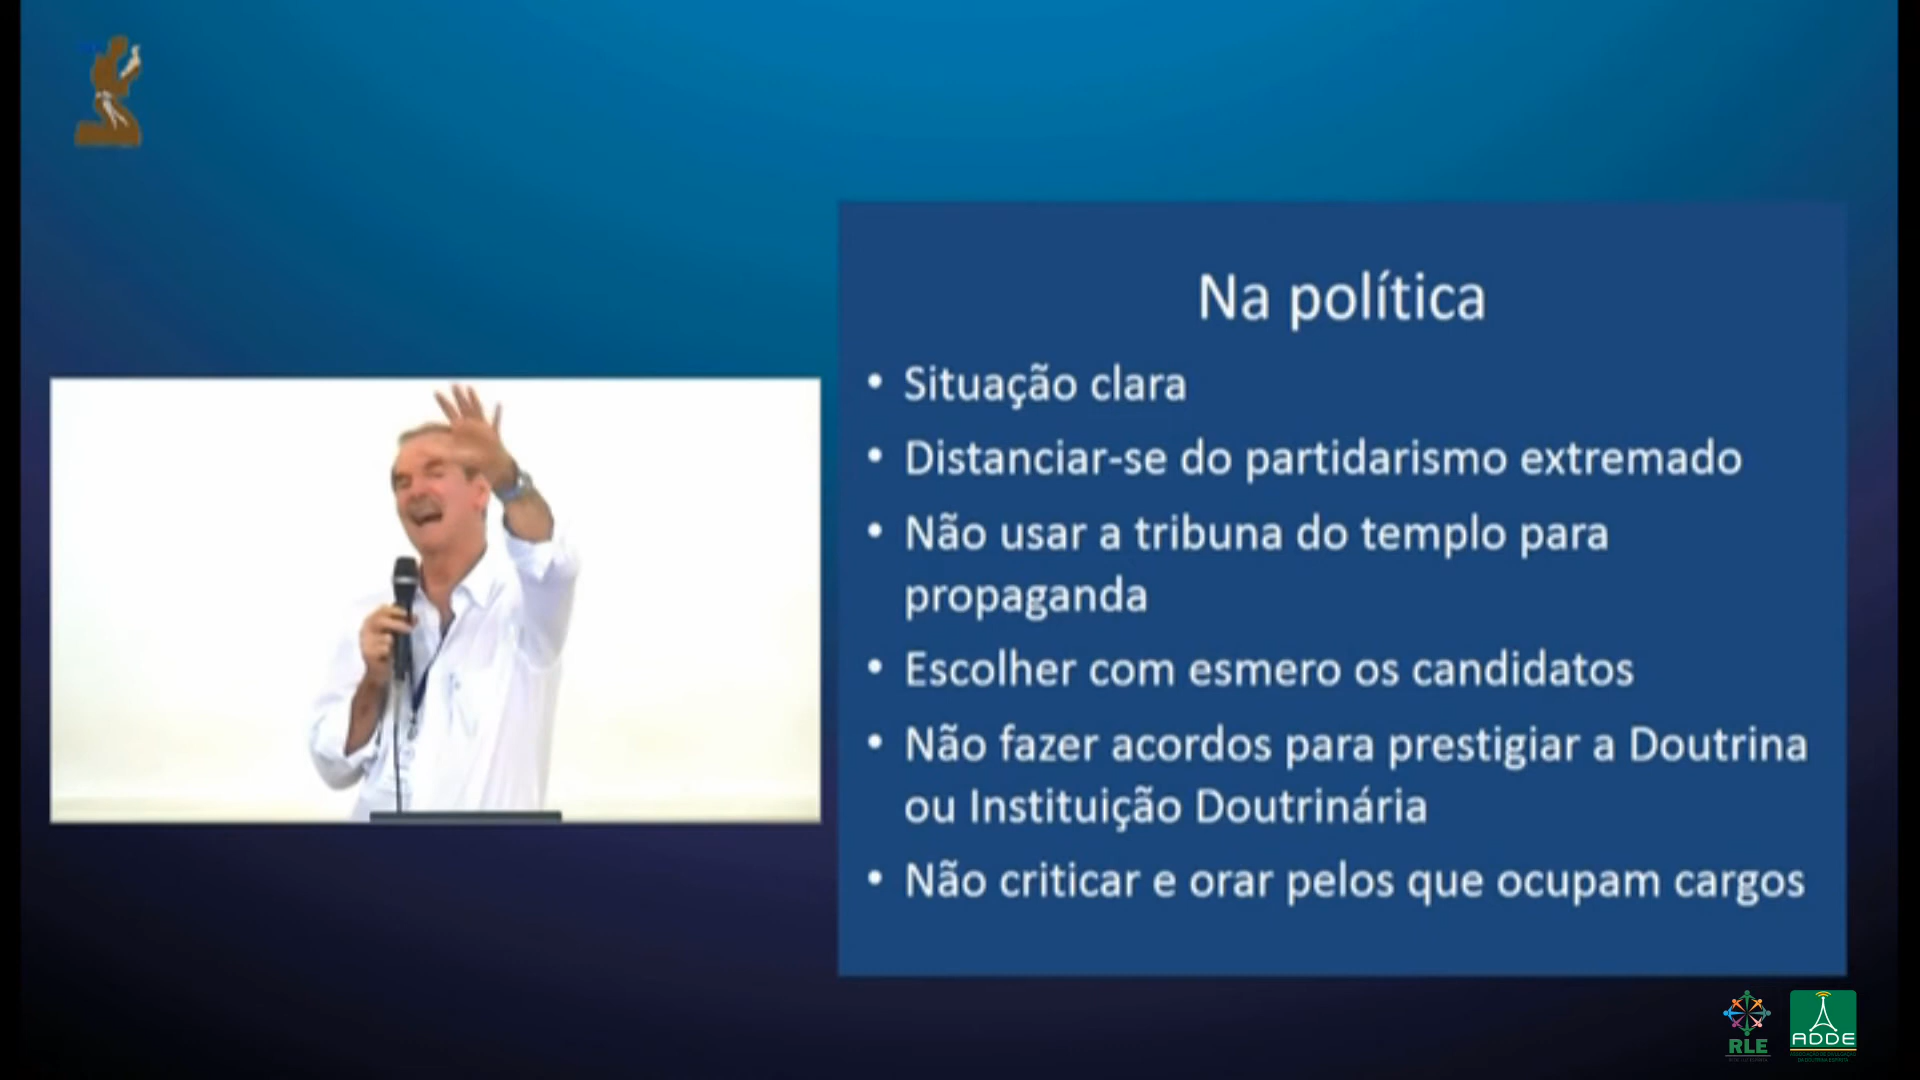 Na política
• Situação clara
• Distanciar-se do partidarismo extremado
• Não usar a tribuna do templo para
propaganda
• Escolher com esmero os candidatos
• Não fazer acordos para prestigiar a Doutrina
ou Instituição Doutrinária
• Não criticar e orar pelos que ocupam cargos
RLE
ADDE